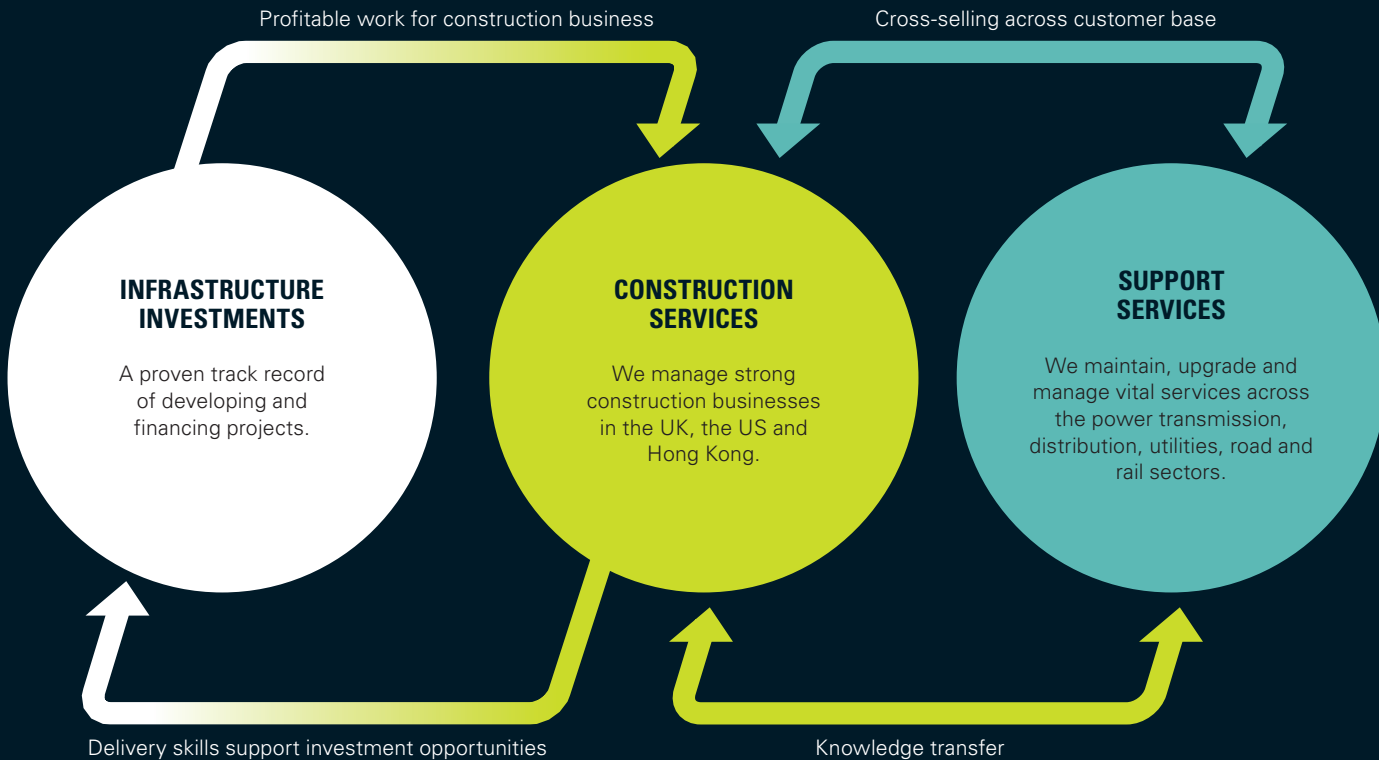 Profitable work for construction business
Cross-selling across customer base
INFRASTRUCTURE
INVESTMENTS
A proven track record
of developing and
financing projects.
CONSTRUCTION
SERVICES
We manage strong
construction businesses
in the UK, the US and
Hong Kong.
SUPPORT
SERVICES
We maintain, upgrade and
manage vital services across
the power transmission,
distribution, utilities, road and
rail sectors.
Delivery skills support investment opportunities
Knowledge transfer